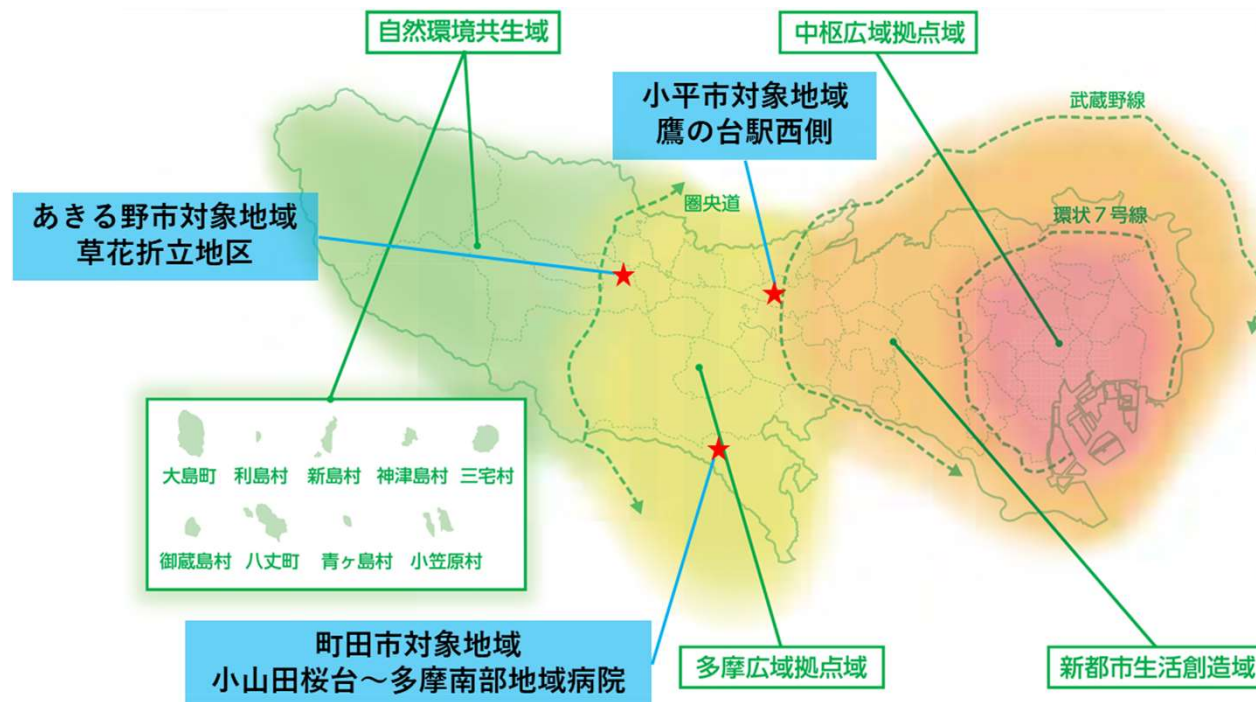 自然環境共生域
中枢広域拠点域
小平市対象地域
鷹の台駅西側
武蔵野線
圏央道
環状７号線
あきる野市対象地域
草花折立地区
大島町
利島村
新島村
神津島村
三宅村
御蔵島村
八丈町
青ヶ島村
小笠原村
町田市対象地域
小山田桜台～多摩南部地域病院
多摩広域拠点域
新都市生活創造域